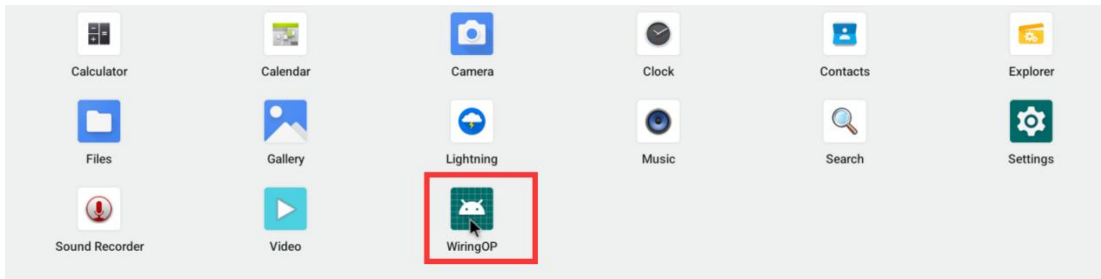 Calculator
Calendar
Camera
Clock
Contacts
Explorer
Files
Gallery
Lightning
Music
Search
Settings
Sound Recorder
Video
WiringOP